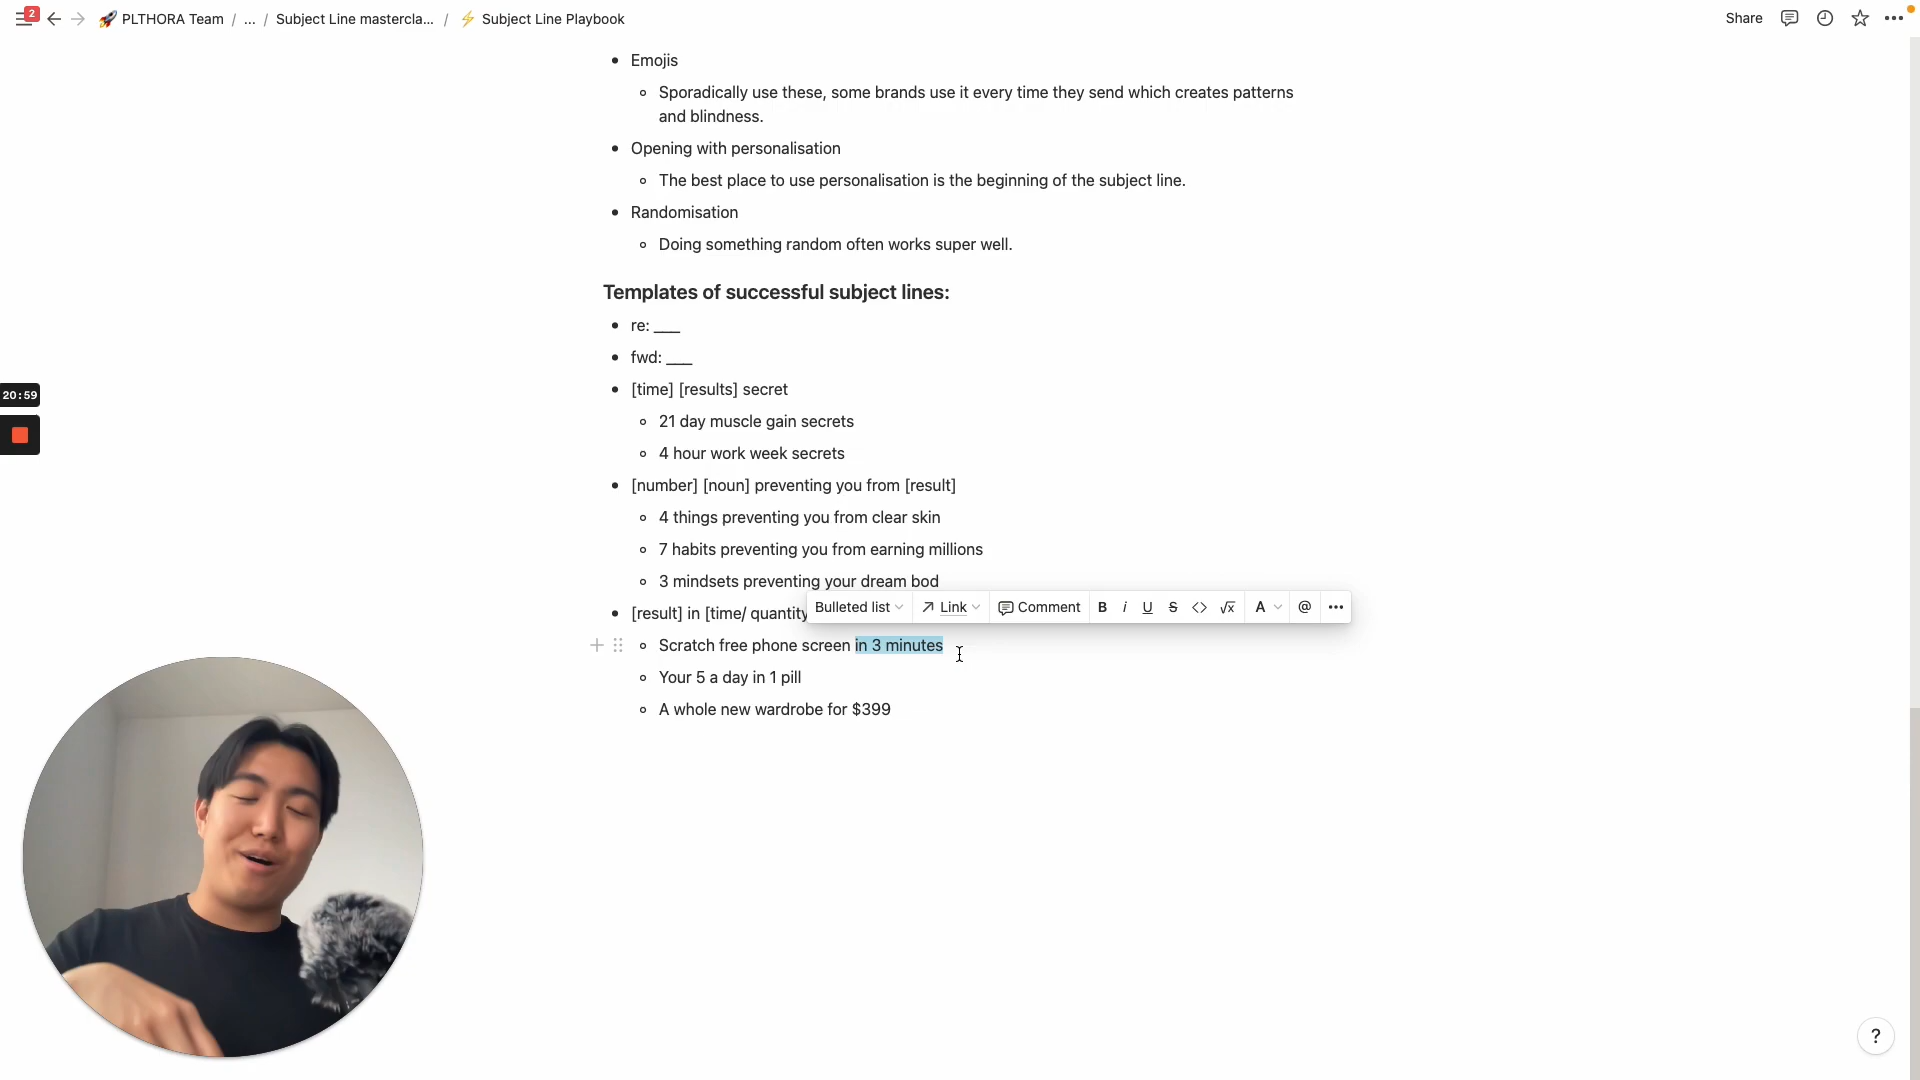 2
PLTHORA Team / ... / Subject Line mastercla... / Subject Line Playbook
Share
Emojis
Sporadically use these, some brands use it every time they send which creates patterns
and blindness.
Opening with personalisation
The best place to use personalisation is the beginning of the subject line.
Randomisation
Doing something random often works super well.
Templates of successful subject lines:
re: ___
fwd: ___
20:59
[time] [results] secret
21 day muscle gain secrets
4 hour work week secrets
[number] [noun] preventing you from [result]
4 things preventing you from clear skin
7 habits preventing you from earning millions
3 mindsets preventing your dream bod
[result] in [time/ quantity
Bulleted list Link Comment B i U S <> √x A @ •••
Scratch free phone screen in 3 minutes
Your 5 a day in 1 pill
A whole new wardrobe for $399
?